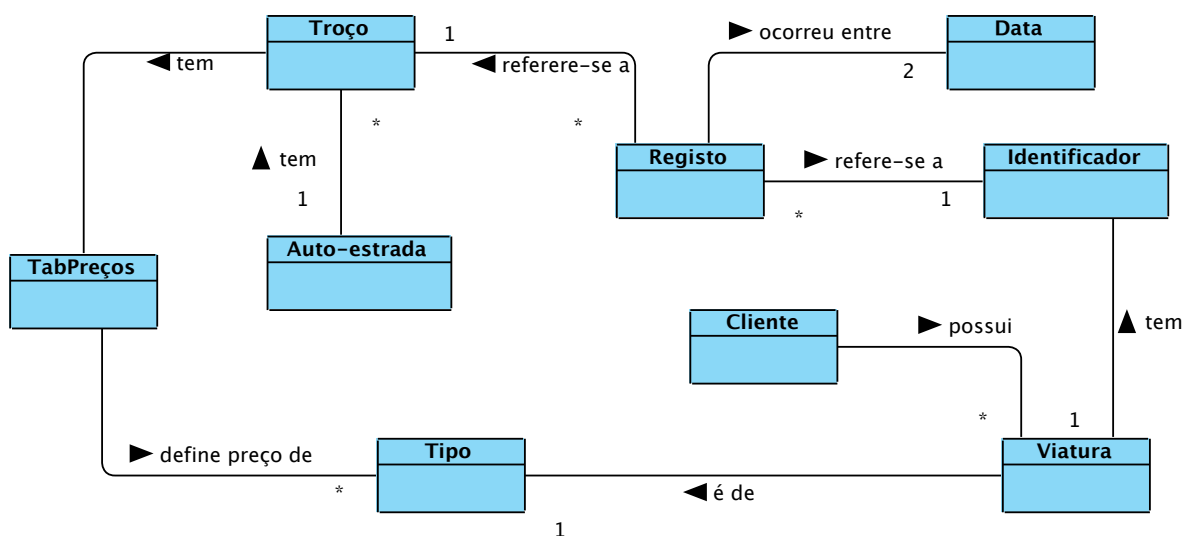 Troço
Data
1
ocorreu entre
tem
referere-se a
2
*
*
Registo
Identificador
tem
refere-se a
1
1
*
Auto-estrada
TabPreços
Cliente
possui
tem
*
1
Tipo
Viatura
define preço de
*
é de
1